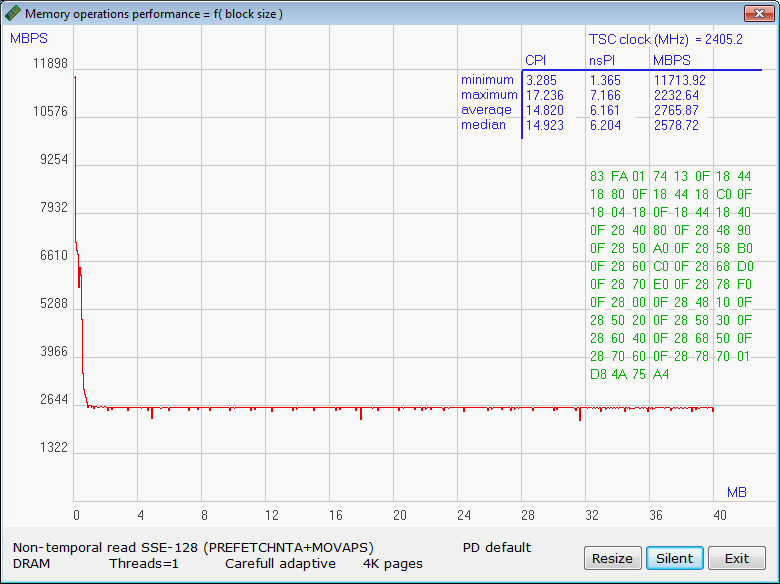 Memory operations performance = f( block size )
MBPS
TSC clock (MHz) = 2405.2
CPI nsPI MBPS
minimum 3.285 1.365 11713.92
maximum 17.236 7.166 2232.64
average 14.820 6.161 2765.87
median 14.923 6.204 2578.72
11898
10576
9254
7932
6610
5288
3966
2644
1322
83 FA 01 74 13 0F 18 44
18 80 0F 18 44 18 C0 0F
18 04 18 0F 18 44 18 40
0F 28 40 80 0F 28 48 90
0F 28 50 A0 0F 28 58 B0
0F 28 60 C0 0F 28 68 D0
0F 28 70 E0 0F 28 78 F0
0F 28 00 0F 28 48 10 0F
28 50 20 0F 28 58 30 0F
28 60 40 0F 28 68 50 0F
28 70 60 0F 28 78 70 01
D8 4A 75 A4
MB
0 4 8 12 16 20 24 28 32 36 40
Non-temporal read SSE-128 (PREFETCHNTA+MOVAPS) PD default
DRAM Threads=1 Carefull adaptive 4K pages
Resize Silent Exit